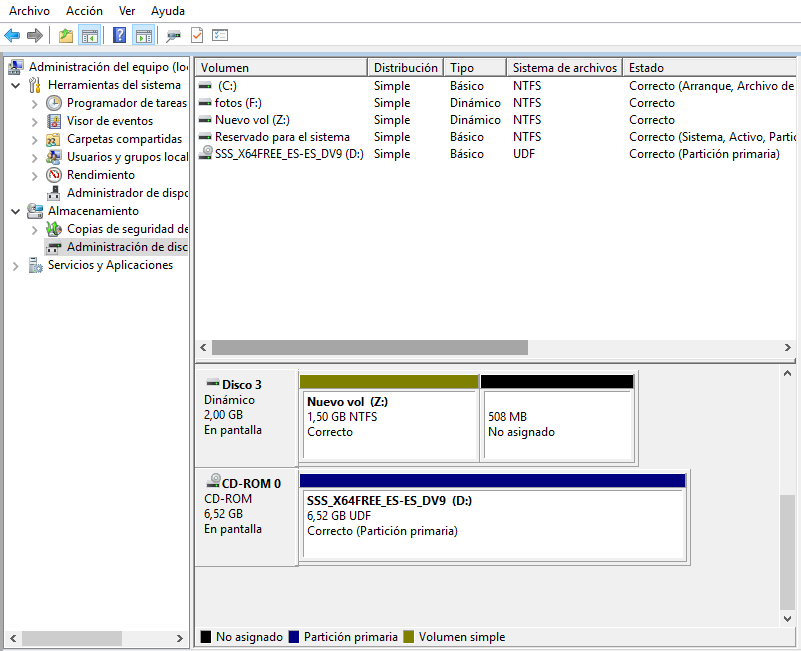 Archivo Acción Ver Ayuda
Administración del equipo (loc
Herramientas del sistema
Programador de tareas
Visor de eventos
Carpetas compartidas
Usuarios y grupos local
Rendimiento
Administrador de dispo
Almacenamiento
Copias de seguridad de
Administración de disc
Servicios y Aplicaciones
Volumen Distribución Tipo Sistema de archivos Estado
(C:) Simple Básico NTFS Correcto (Arranque, Archivo de
fotos (F:) Simple Dinámico NTFS Correcto
Nuevo vol (Z:) Simple Dinámico NTFS Correcto
Reservado para el sistema Simple Básico NTFS Correcto (Sistema, Activo, Partic
SSS_X64FREE_ES-ES_DV9 (D:) Simple Básico UDF Correcto (Partición primaria)
Disco 3
Dinámico
2,00 GB
En pantalla
Nuevo vol (Z:)
1,50 GB NTFS
Correcto
508 MB
No asignado
CD-ROM 0
CD-ROM
6,52 GB
En pantalla
SSS_X64FREE_ES-ES_DV9 (D:)
6,52 GB UDF
Correcto (Partición primaria)
No asignado Partición primaria Volumen simple